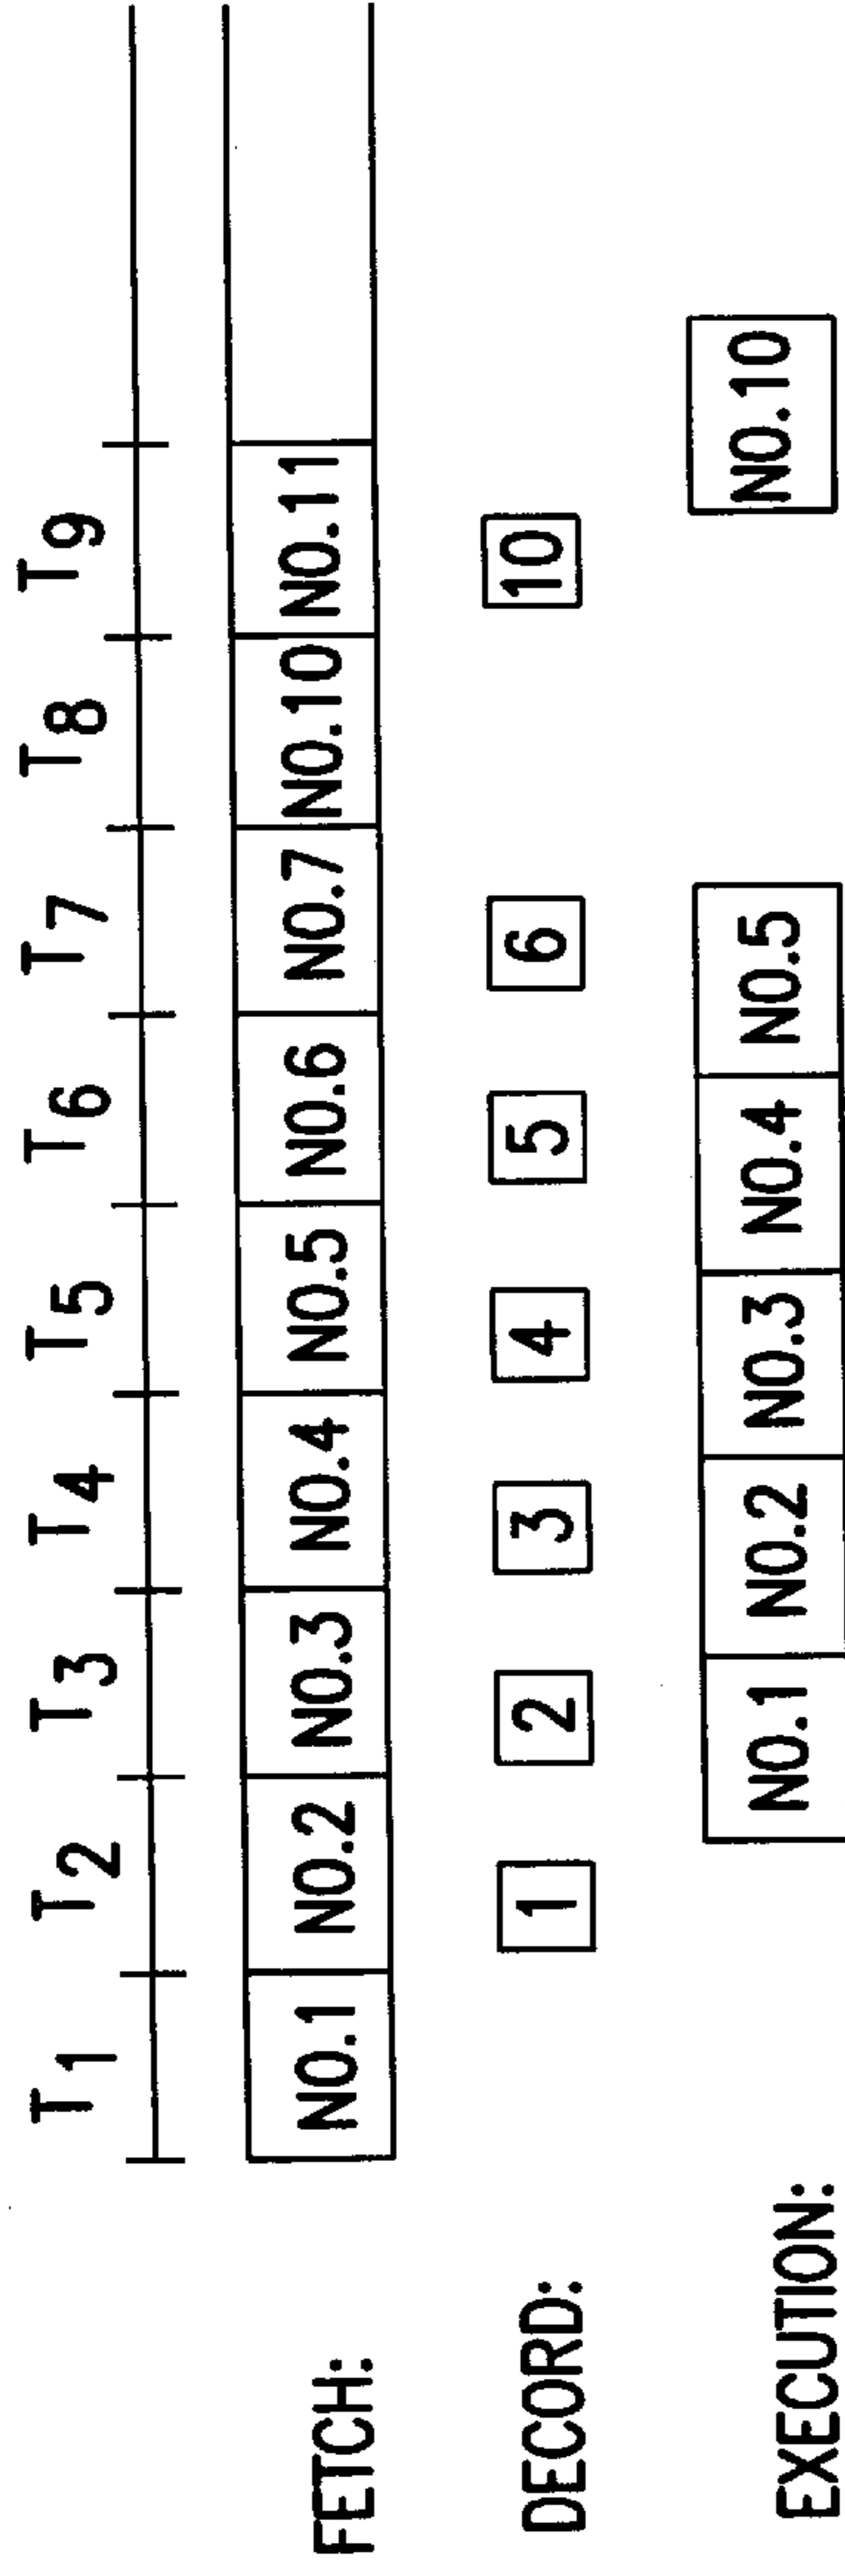 T1 T2 T3 T4 T5 T6 T7 T8 T9
FETCH: NO.1 NO.2 NO.3 NO.4 NO.5 NO.6 NO.7 NO.10 NO.11
DECORD: 1 2 3 4 5 6 10
EXECUTION: NO.1 NO.2 NO.3 NO.4 NO.5 NO.10